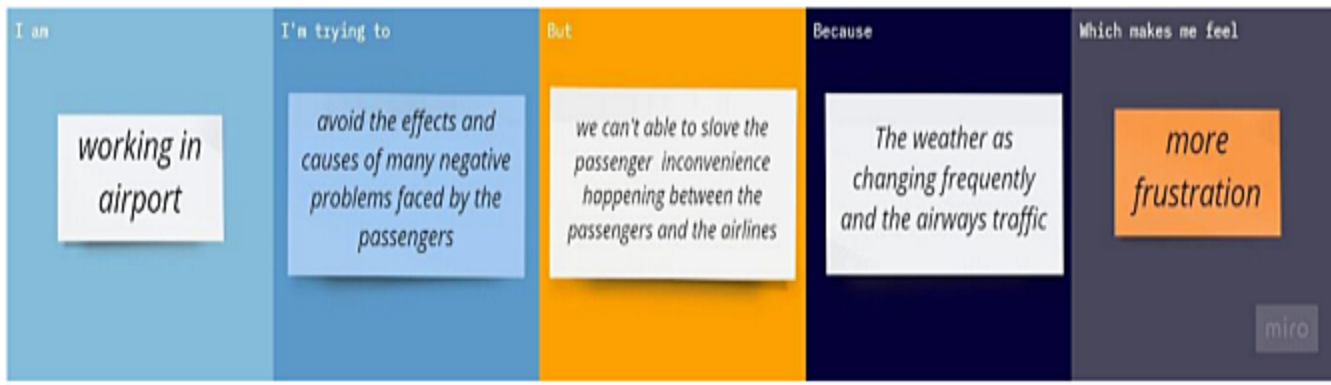 I am
working in
airport
I'm trying to
avoid the effects and
causes of many negative
problems faced by the
passengers
But
we can't able to slove the
passenger inconvenience
happening between the
passengers and the airlines
Because
The weather as
changing frequently
and the airways traffic
Which makes me feel
more
frustration
miro